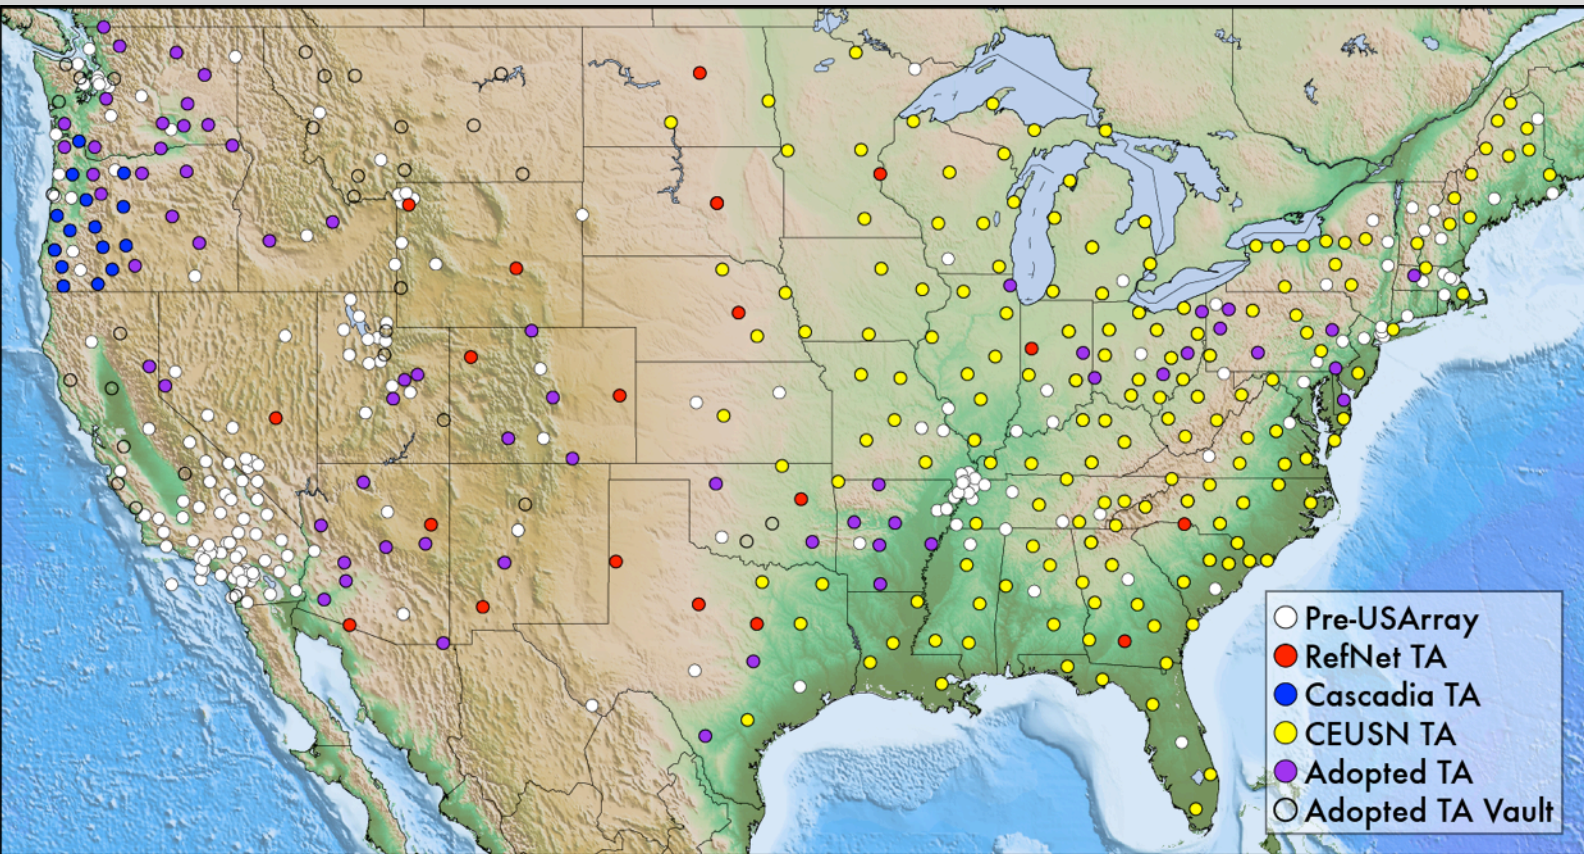 Pre-USArray
RefNet TA
Cascadia TA
CEUSN TA
Adopted TA
Adopted TA Vault